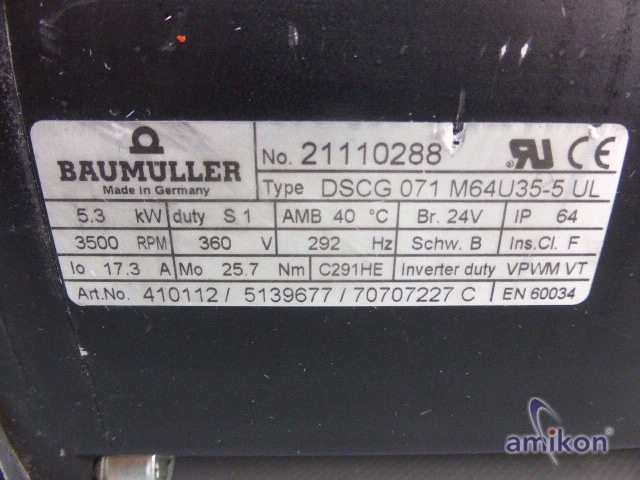 BAUMÜLLER
Made in Germany
No. 21110288
Type DSCG 071 M64U35-5 UL
5.3 kW duty S 1 AMB 40 °C Br. 24V IP 64
3500 RPM 360 V 292 Hz Schw. B Ins.Cl. F
Io 17.3 A Mo 25.7 Nm C291HE Inverter duty VPWM VT
Art.No. 410112 / 5139677 / 70707227 C EN 60034
amikon®